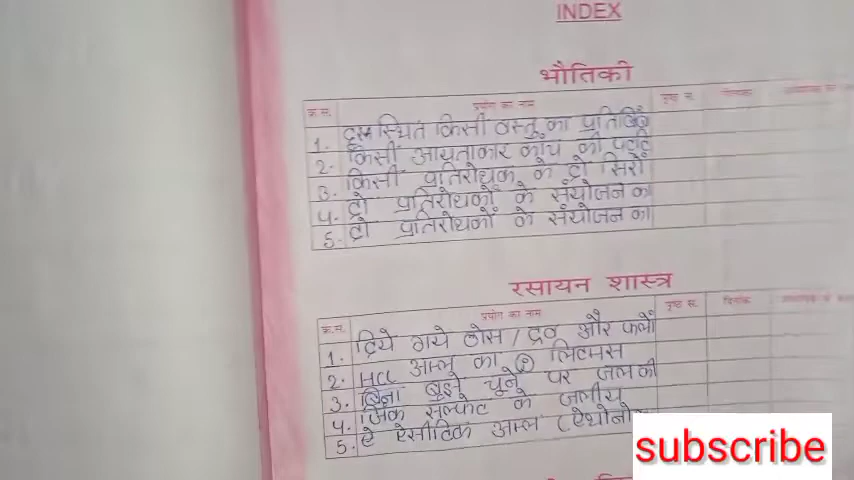 INDEX
भौतिकी
क्र.स. प्रयोग का नाम पृष्ठ स. दिनांक
1. दूरस्थित किसी वस्तु का प्रतिबिंब
2. किसी आयताकार काँच की पट्टी
3. किसी प्रतिरोधक के दो सिरों
4. दो प्रतिरोधकों के संयोजन का
5. दो प्रतिरोधकों के संयोजन का
रसायन शास्त्र
क्र.स. प्रयोग का नाम पृष्ठ स. दिनांक
1. दिये गये ठोस / द्रव और फलों
2. HCL अम्ल का लिटमस
3. बिना बुझे चूने पर जल की
4. जिंक सल्फेट के जलीय
5. ऐ ऐसीटिक अम्ल (ऐथोनो
subscribe